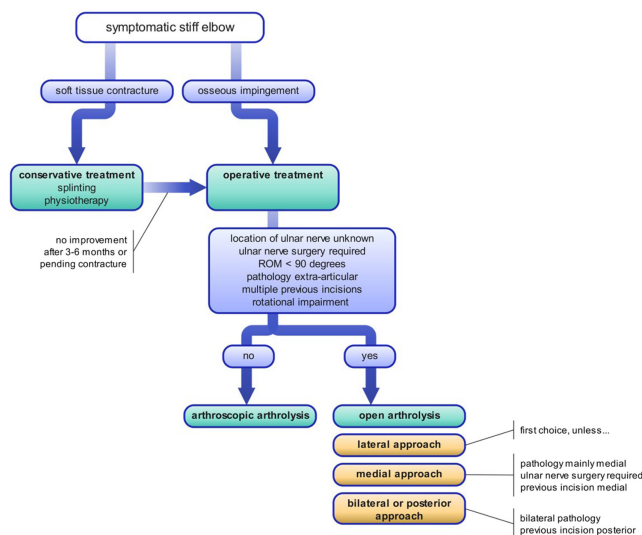 symptomatic stiff elbow
soft tissue contracture
osseous impingement
conservative treatment
splinting
physiotherapy
operative treatment
no improvement
after 3-6 months or
pending contracture
location of ulnar nerve unknown
ulnar nerve surgery required
ROM < 90 degrees
pathology extra-articular
multiple previous incisions
rotational impairment
no
yes
arthroscopic arthrolysis
open arthrolysis
lateral approach
first choice, unless...
medial approach
pathology mainly medial
ulnar nerve surgery required
previous incision medial
bilateral or posterior
approach
bilateral pathology
previous incision posterior